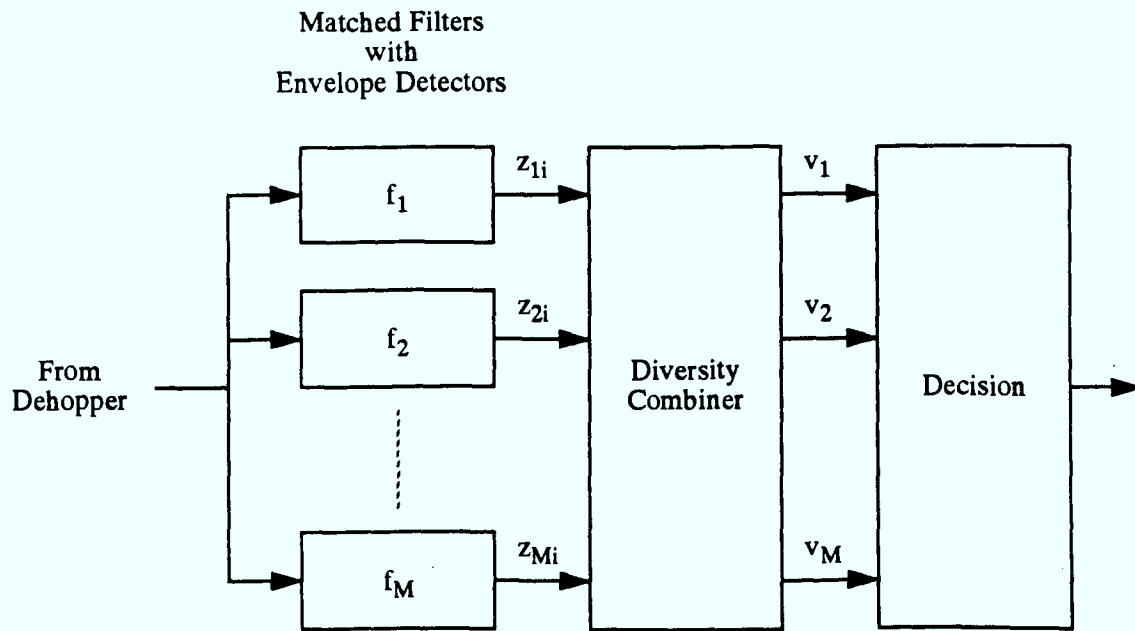 Matched Filters
with
Envelope Detectors
f1
z1i
v1
f2
z2i
v2
From
Dehopper
Diversity
Combiner
Decision
fM
zMi
vM